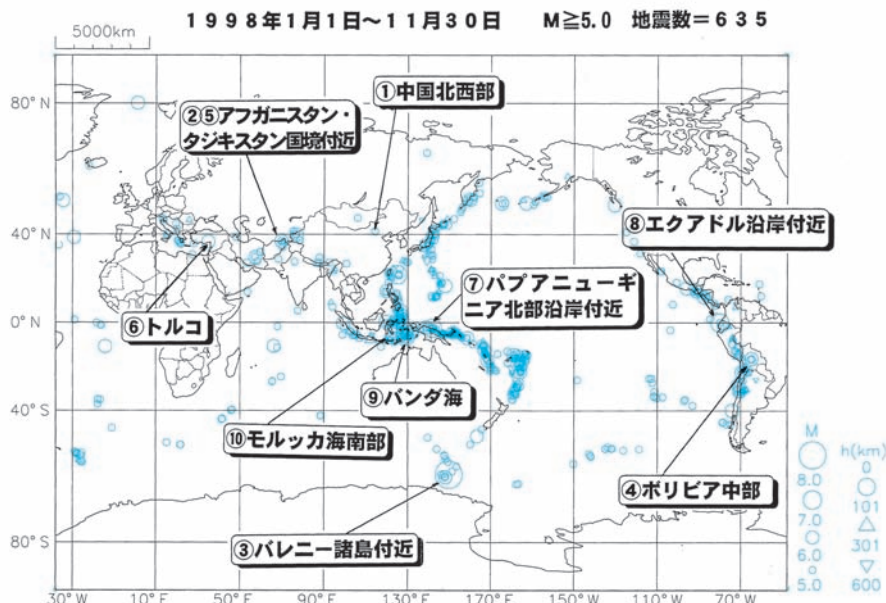 1998年1月1日~11月30日 M≧5.0 地震数=635
5000km
80°N
40°N
0°N
40°S
80°S
①中国北西部
②⑤アフガニスタン・
タジキスタン国境付近
⑧エクアドル沿岸付近
⑦パプアニューギ
ニア北部沿岸付近
⑥トルコ
⑨バンダ海
⑩モルッカ海南部
④ボリビア中部
③バレニー諸島付近
M
8.0
7.0
6.0
5.0
h(km)
0
101
301
600
30°W 10°E 50°E 90°E 130°E 170°E 150°W 110°W 70°W